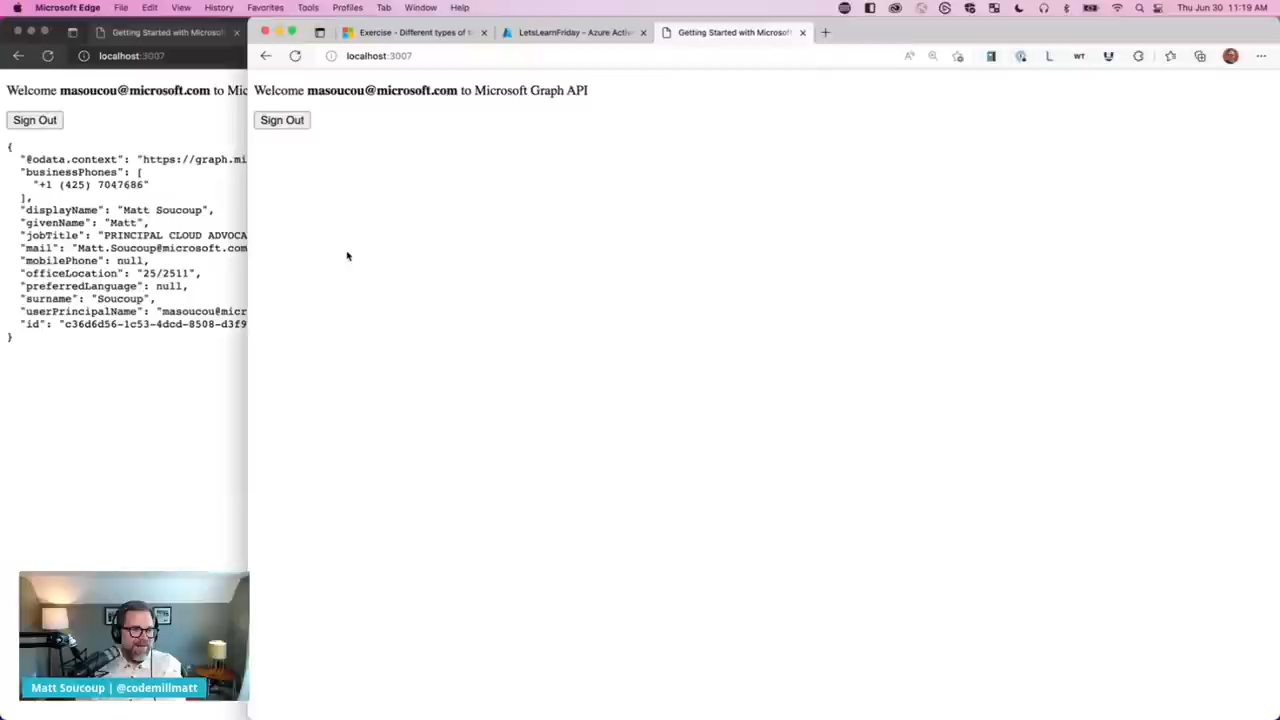 Microsoft Edge File Edit View History Favorites Tools Profiles Tab Window Help Thu Jun 30 11:19 AM
Getting Started with Microsof
Exercise - Different types of t
LetsLearnFriday - Azure Activ
Getting Started with Microsoft
localhost:3007
localhost:3007
Welcome masoucou@microsoft.com to Mic
Sign Out
{
"@odata.context": "https://graph.mi
"businessPhones": [
"+1 (425) 7047686"
],
"displayName": "Matt Soucoup",
"givenName": "Matt",
"jobTitle": "PRINCIPAL CLOUD ADVOCA
"mail": "Matt.Soucoup@microsoft.com
"mobilePhone": null,
"officeLocation": "25/2511",
"preferredLanguage": null,
"surname": "Soucoup",
"userPrincipalName": "masoucou@micr
"id": "c36d6d56-1c53-4dcd-8508-d3f9
}
Welcome masoucou@microsoft.com to Microsoft Graph API
Sign Out
Matt Soucoup | @codemillmatt